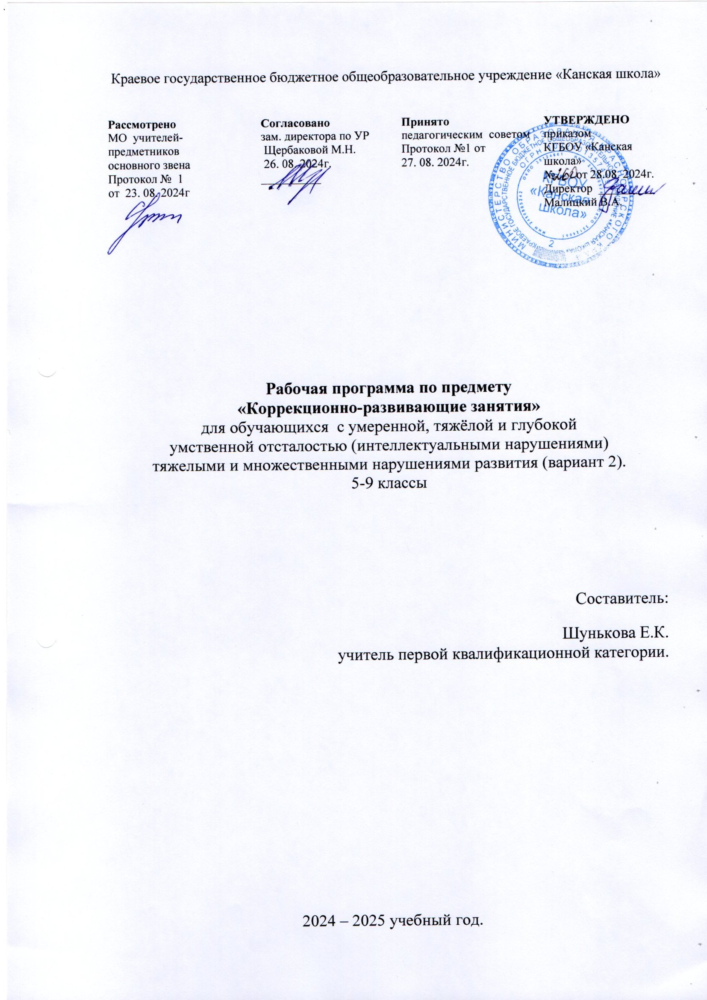 Краевое государственное бюджетное общеобразовательное учреждение «Канская школа»
Рассмотрено
МО учителей-
предметников
основного звена
Протокол № 1
от 23. 08. 2024г
Согласовано
зам. директора по УР
Щербаковой М.Н.
26. 08. 2024г.
Принято
педагогическим советом
Протокол №1 от
27. 08. 2024г.
УТВЕРЖДЕНО
приказом
КГБОУ «Канская
школа»
№260 от 28.08. 2024г.
Директор
Малицкий В.А.
КГБОУ
«Канская
школа»
2
Рабочая программа по предмету
«Коррекционно-развивающие занятия»
для обучающихся с умеренной, тяжёлой и глубокой
умственной отсталостью (интеллектуальными нарушениями)
тяжелыми и множественными нарушениями развития (вариант 2).
5-9 классы
Составитель:
Шунькова Е.К.
учитель первой квалификационной категории.
2024 – 2025 учебный год.